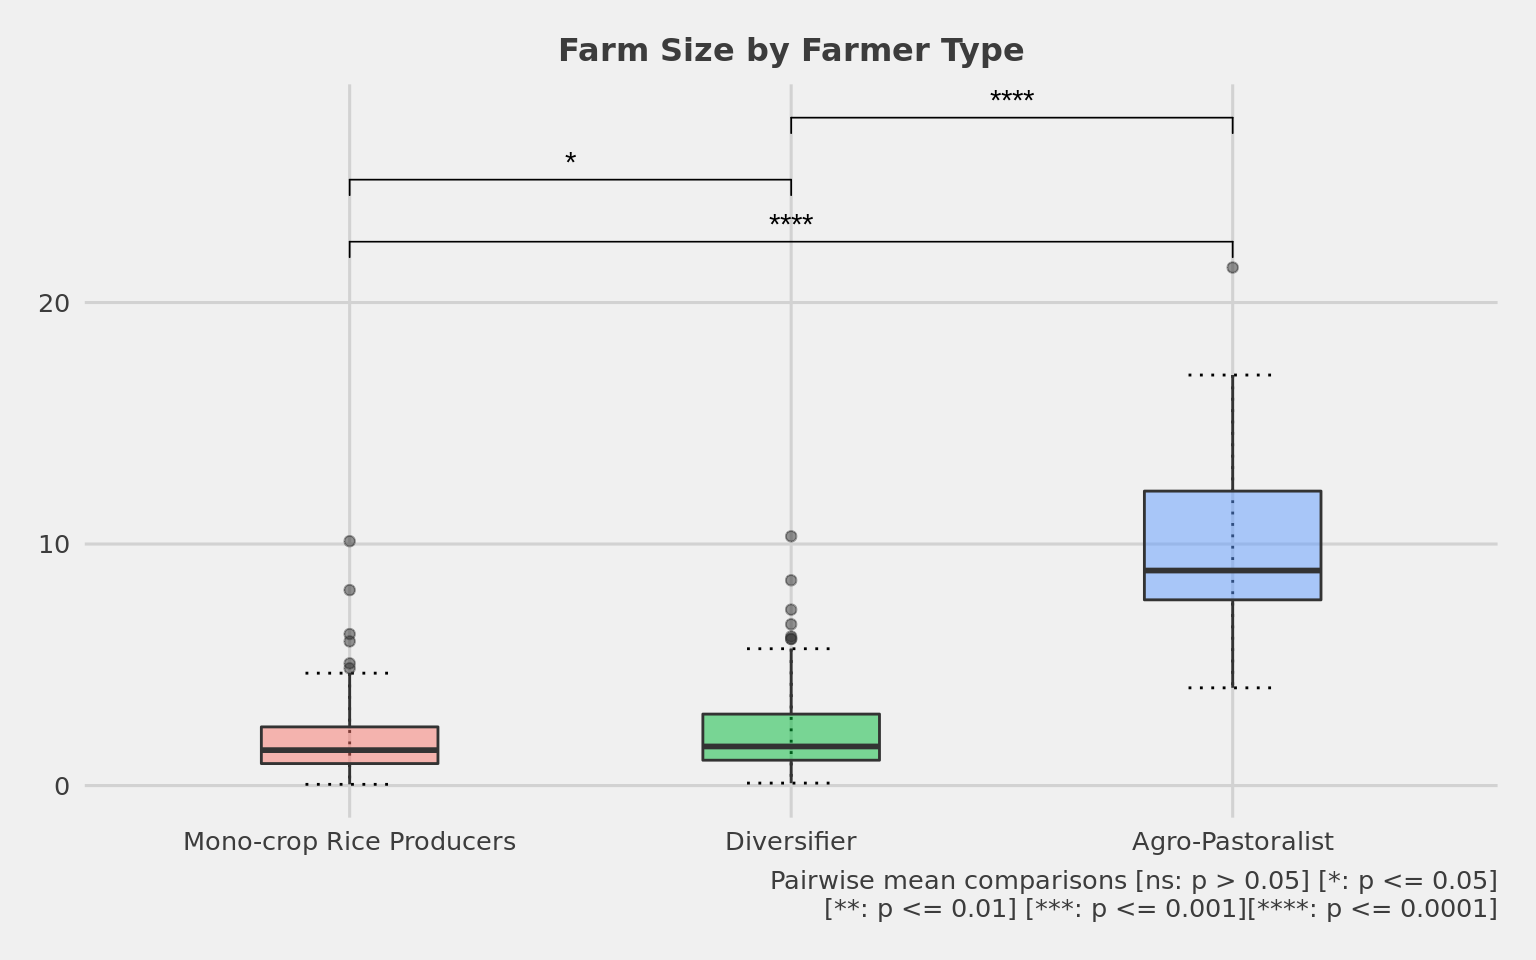 Farm Size by Farmer Type
****
*
****
20
10
0
Mono-crop Rice Producers
Diversifier
Agro-Pastoralist
Pairwise mean comparisons [ns: p > 0.05] [*: p <= 0.05]
[**: p <= 0.01] [***: p <= 0.001][****: p <= 0.0001]